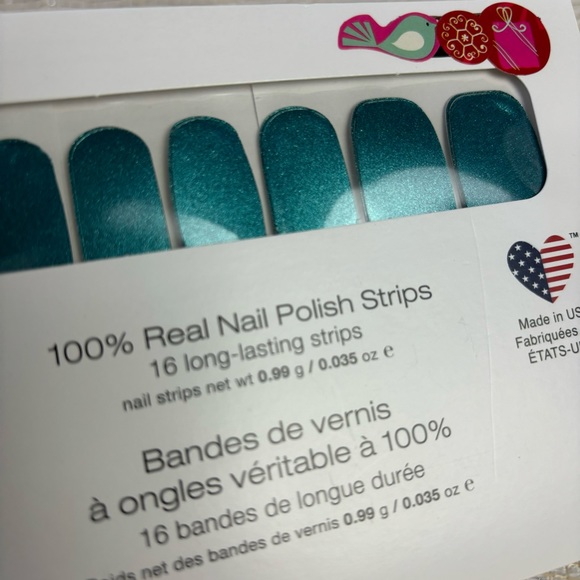 100% Real Nail Polish Strips
16 long-lasting strips
nail strips net wt 0.99 g / 0.035 oz e
Bandes de vernis
à ongles véritable à 100%
16 bandes de longue durée
net des bandes de vernis 0.99 g / 0.035 oz e
TM
Made in
Fabriquées